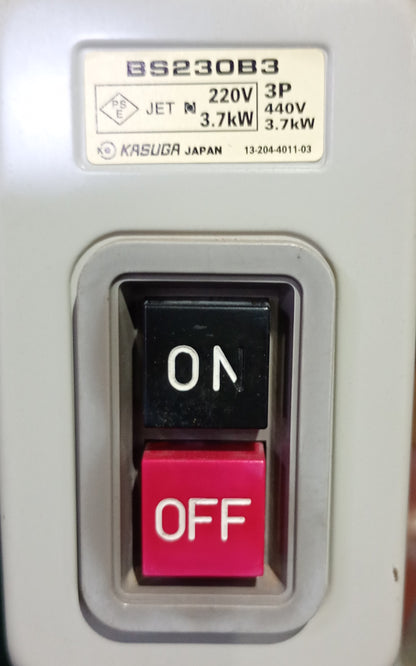 BS230B3
PS
E
JET
220V
3.7kW
3P
440V
3.7kW
KASUGA JAPAN 13-204-4011-03
ON
OFF